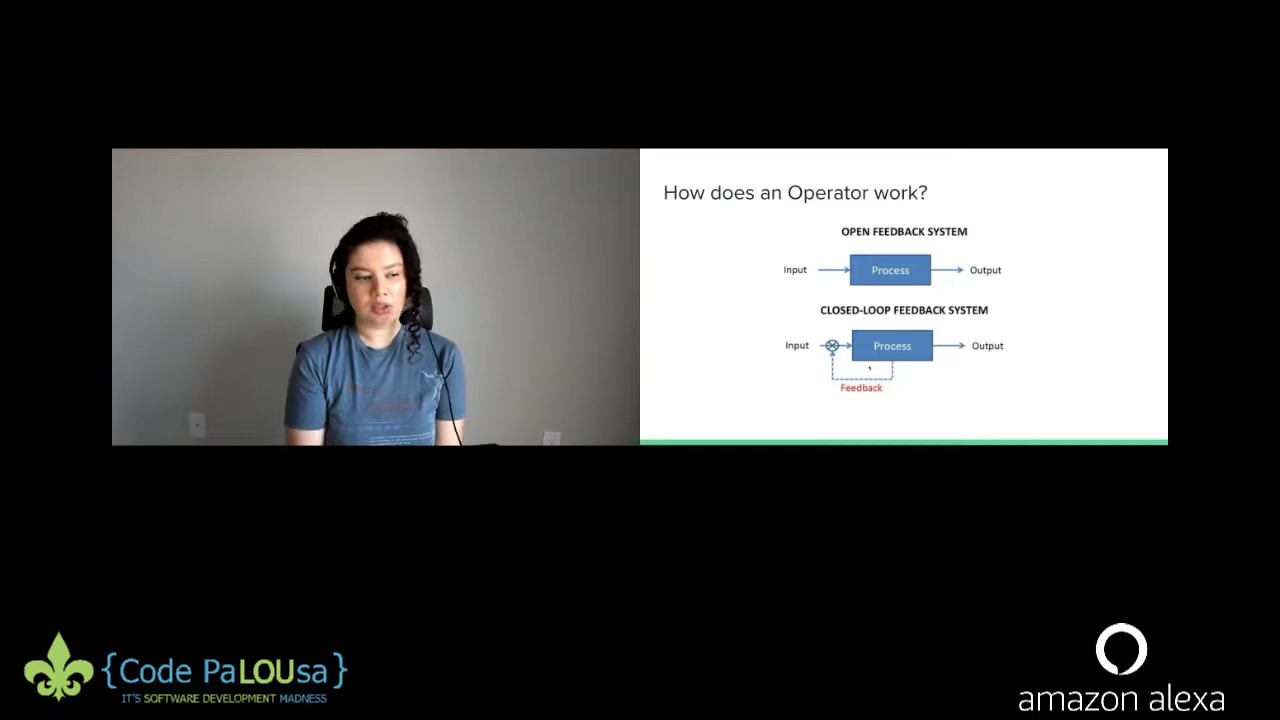 How does an Operator work?
OPEN FEEDBACK SYSTEM
Input
Process
Output
CLOSED-LOOP FEEDBACK SYSTEM
Input
Process
Output
Feedback
{Code PaLOUsa}
IT'S SOFTWARE DEVELOPMENT MADNESS
amazon alexa